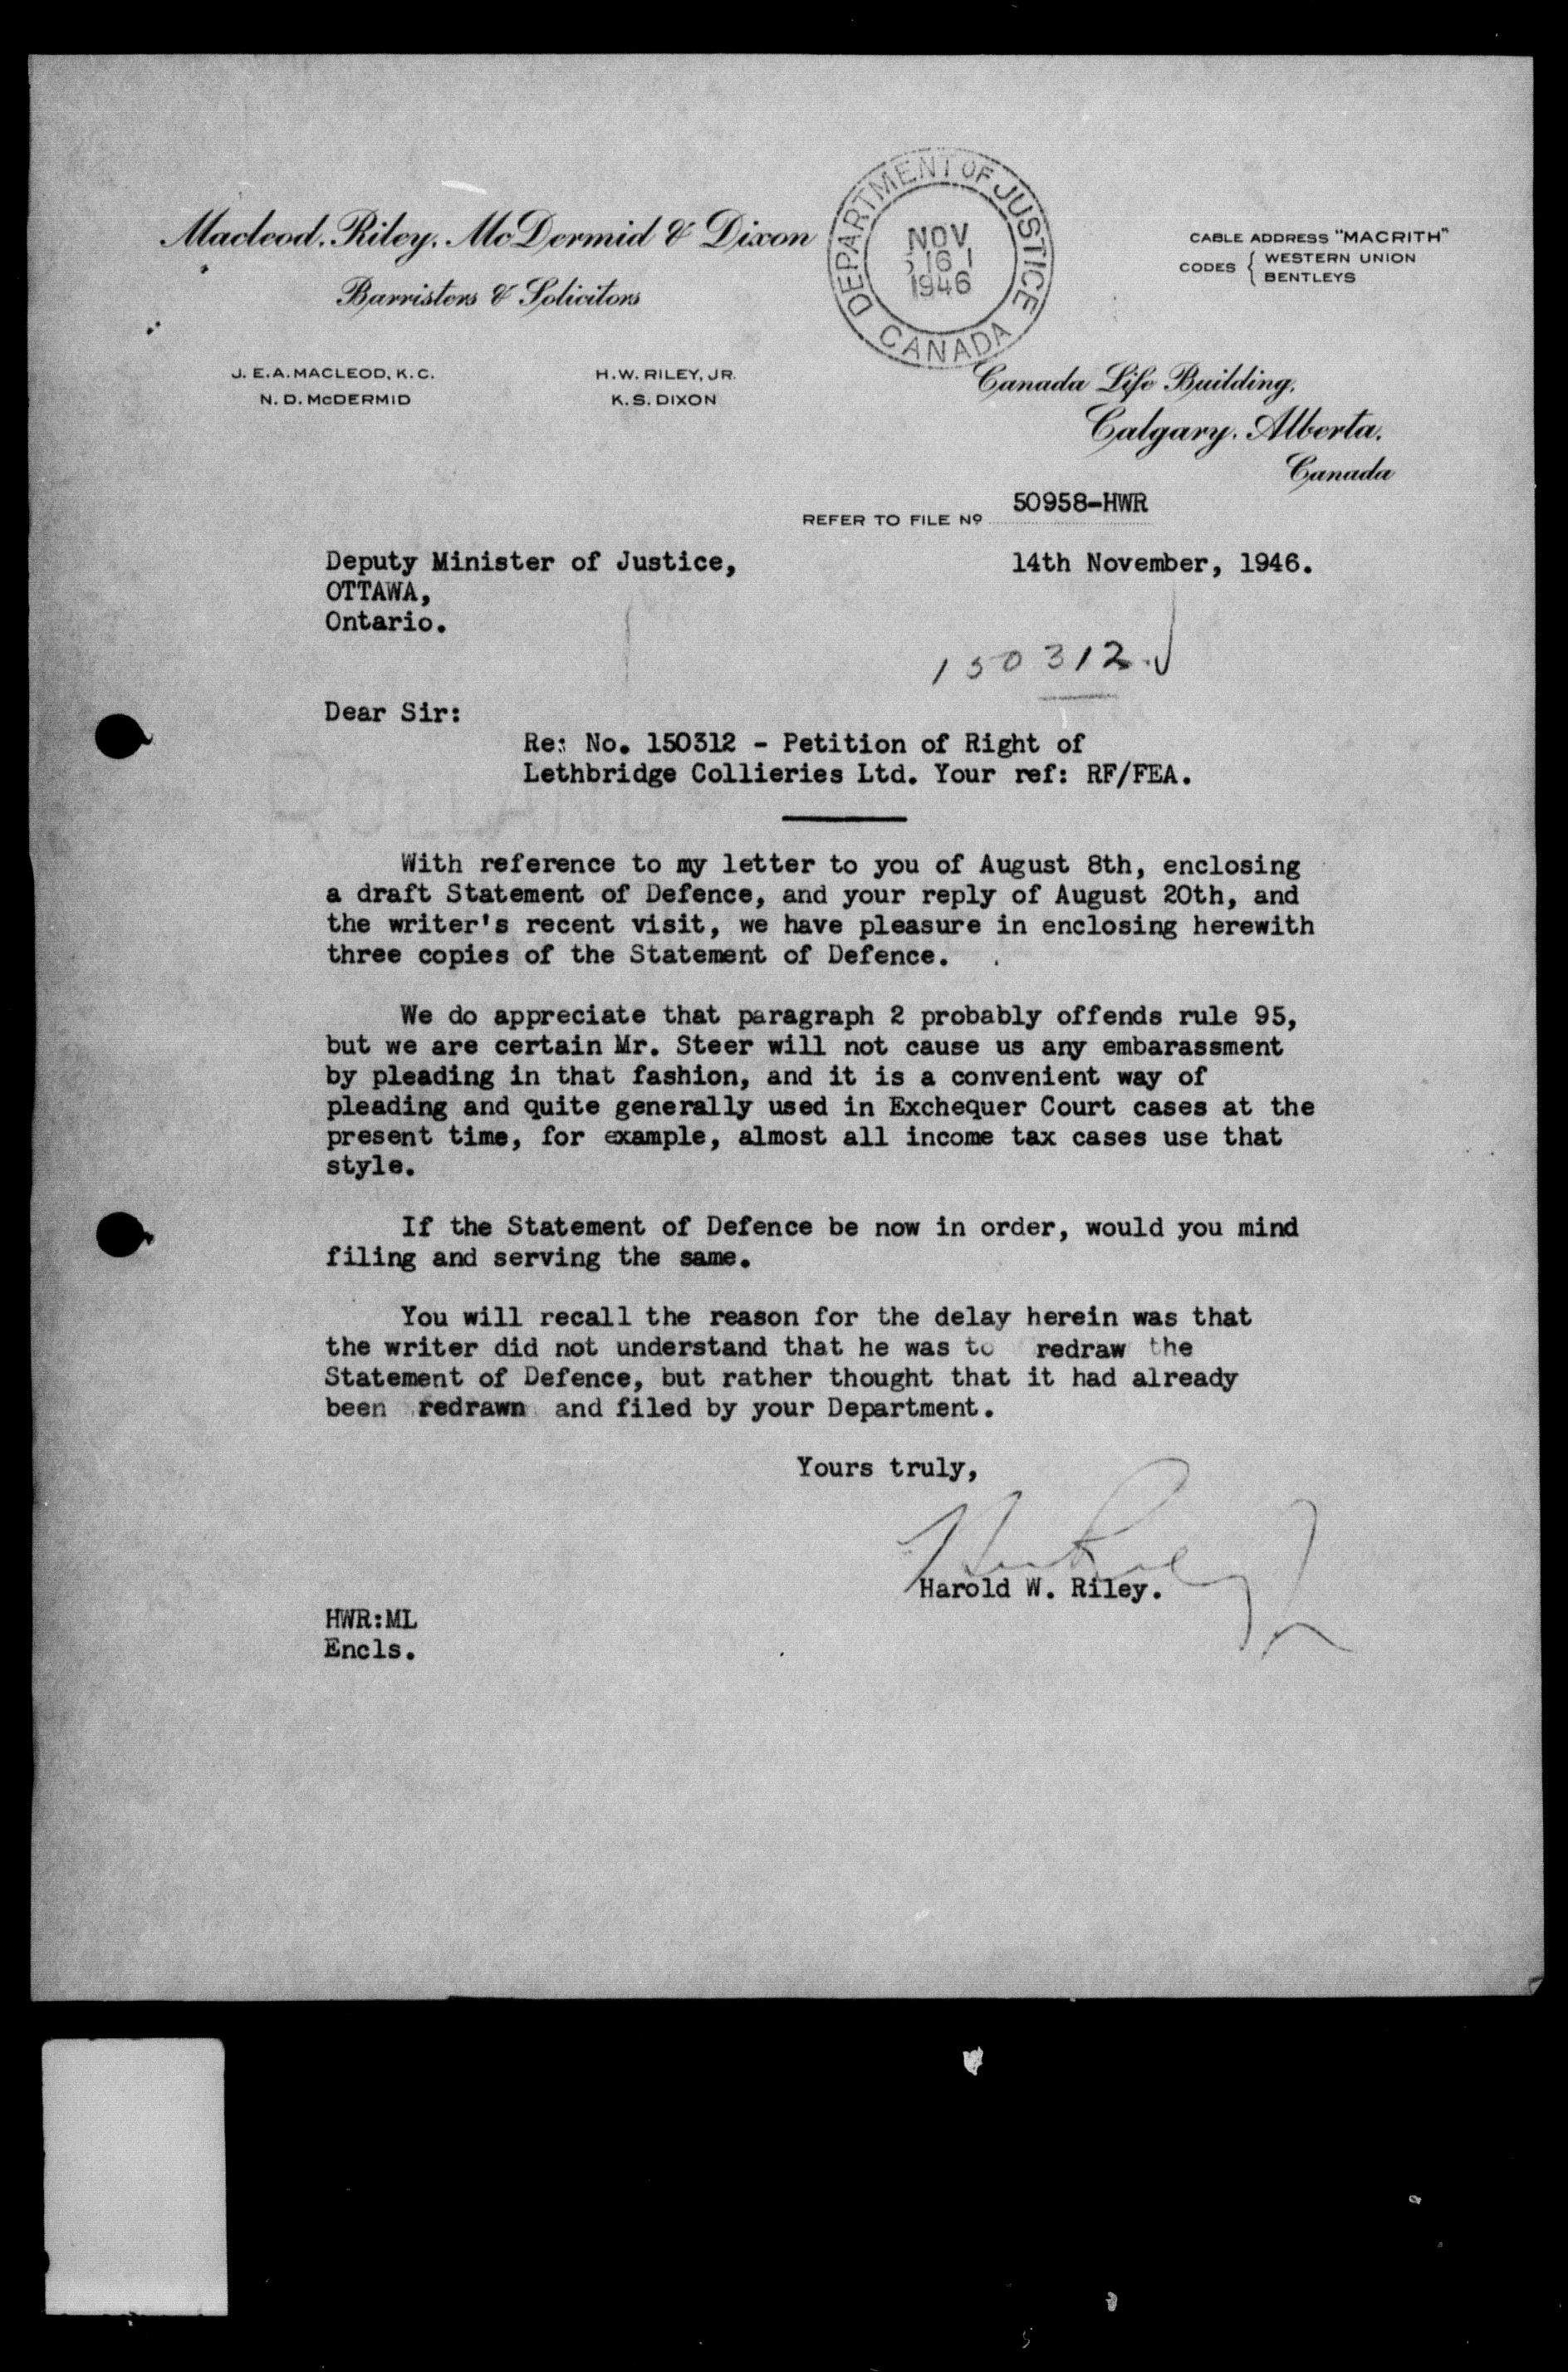 Macleod, Riley, McDermid & Dixon
Barristers & Solicitors
J. E. A. MACLEOD, K. C.
N. D. McDERMID
H. W. RILEY, JR.
K. S. DIXON
DEPARTMENT OF JUSTICE
NOV
16
1946
CANADA
CABLE ADDRESS "MACRITH"
CODES { WESTERN UNION
BENTLEYS
Canada Life Building,
Calgary, Alberta,
Canada
REFER TO FILE No 50958-HWR
Deputy Minister of Justice,
OTTAWA,
Ontario.
14th November, 1946.
150312
Dear Sir:
Re: No. 150312 - Petition of Right of
Lethbridge Collieries Ltd. Your ref: RF/FEA.
With reference to my letter to you of August 8th, enclosing
a draft Statement of Defence, and your reply of August 20th, and
the writer's recent visit, we have pleasure in enclosing herewith
three copies of the Statement of Defence.
We do appreciate that paragraph 2 probably offends rule 95,
but we are certain Mr. Steer will not cause us any embarassment
by pleading in that fashion, and it is a convenient way of
pleading and quite generally used in Exchequer Court cases at the
present time, for example, almost all income tax cases use that
style.
If the Statement of Defence be now in order, would you mind
filing and serving the same.
You will recall the reason for the delay herein was that
the writer did not understand that he was to redraw the
Statement of Defence, but rather thought that it had already
been redrawn and filed by your Department.
Yours truly,
Harold W. Riley.
HWR:ML
Encls.